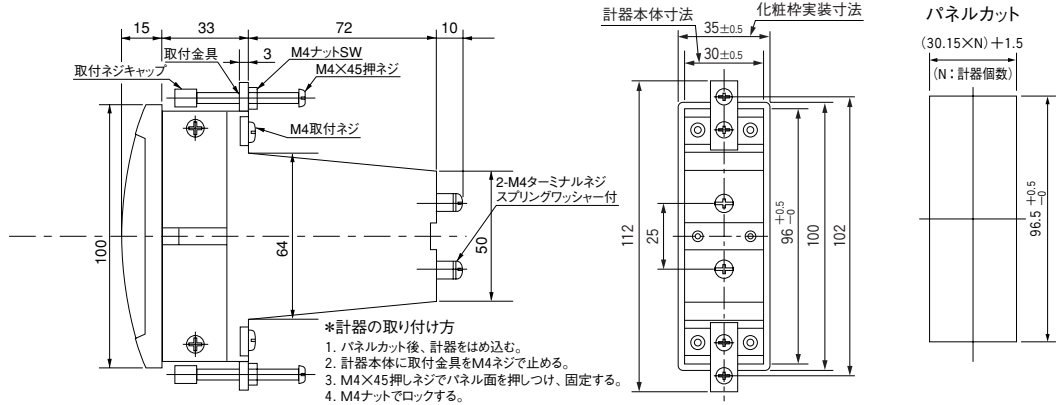 15
33
72
10
取付金具
3
M4ナットSW
M4×45押ネジ
取付ネジキャップ
M4取付ネジ
2-M4ターミナルネジ
スプリングワッシャー付
100
64
50
*計器の取り付け方
1. パネルカット後、計器をはめ込む。
2. 計器本体に取付金具をM4ネジで止める。
3. M4×45押しネジでパネル面を押しつけ、固定する。
4. M4ナットでロックする。
計器本体寸法
化粧枠実装寸法
35±0.5
30±0.5
112
25
96 +0.5 −0
100
102
パネルカット
(30.15×N)+1.5
(N:計器個数)
96.5 +0.5 −0